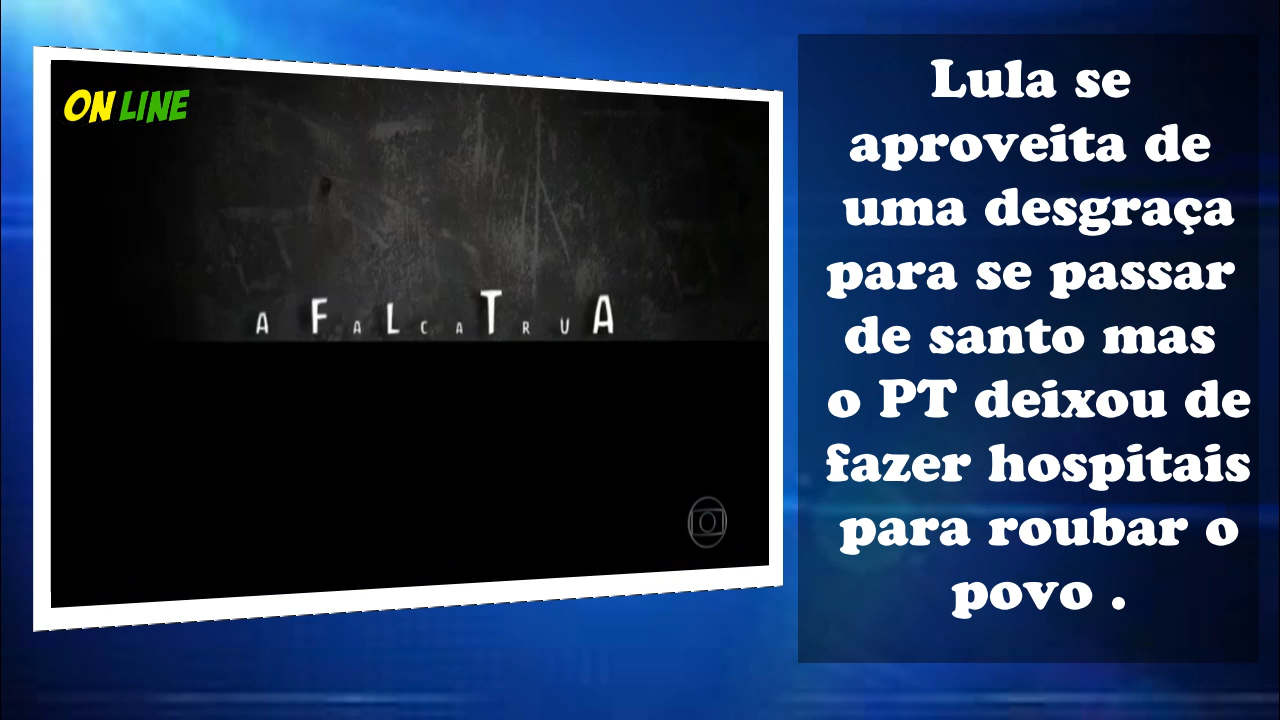 ON LINE
A FALCATRUA
Lula se
aproveita de
uma desgraça
para se passar
de santo mas
o PT deixou de
fazer hospitais
para roubar o
povo .